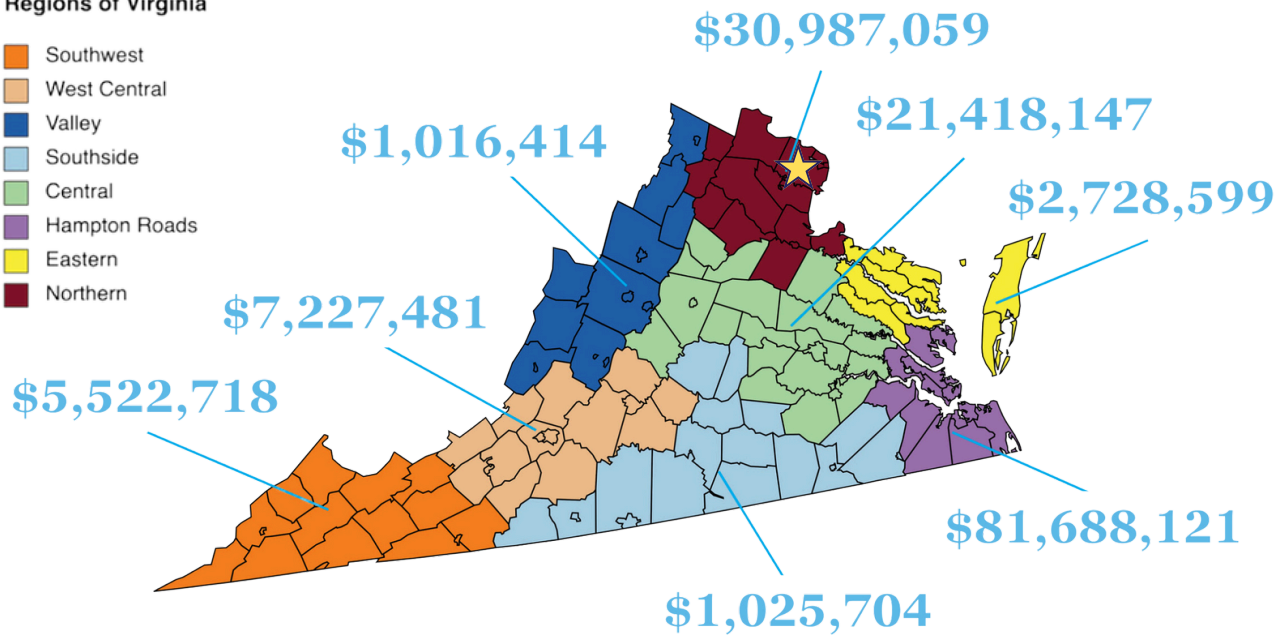 Regions of Virginia
Southwest
West Central
Valley
Southside
Central
Hampton Roads
Eastern
Northern
$30,987,059
$21,418,147
$1,016,414
$2,728,599
$7,227,481
$5,522,718
$81,688,121
$1,025,704